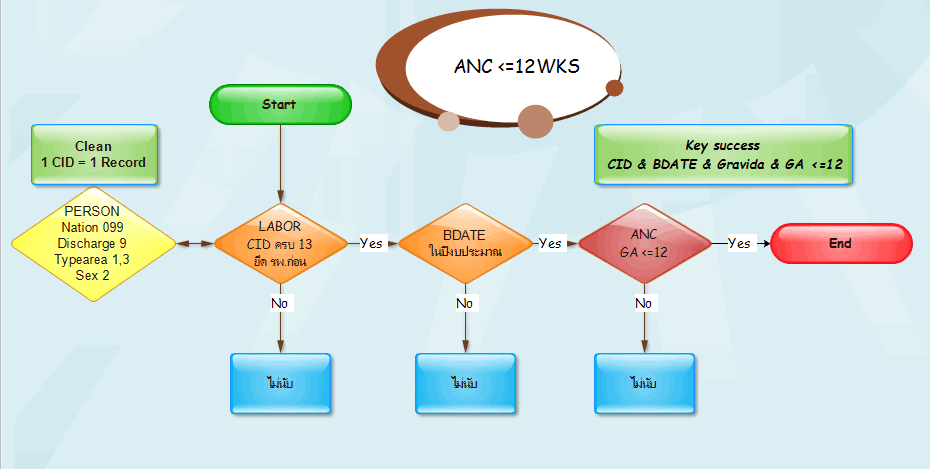 ANC <=12WKS
Start
Clean
1 CID = 1 Record
Key success
CID & BDATE & Gravida & GA <=12
PERSON
Nation 099
Discharge 9
Typearea 1,3
Sex 2
LABOR
CID ครบ 13
ยึด รพ.ก่อน
Yes
BDATE
ในปีงบประมาณ
Yes
ANC
GA <=12
Yes
End
No
No
No
ไม่นับ
ไม่นับ
ไม่นับ